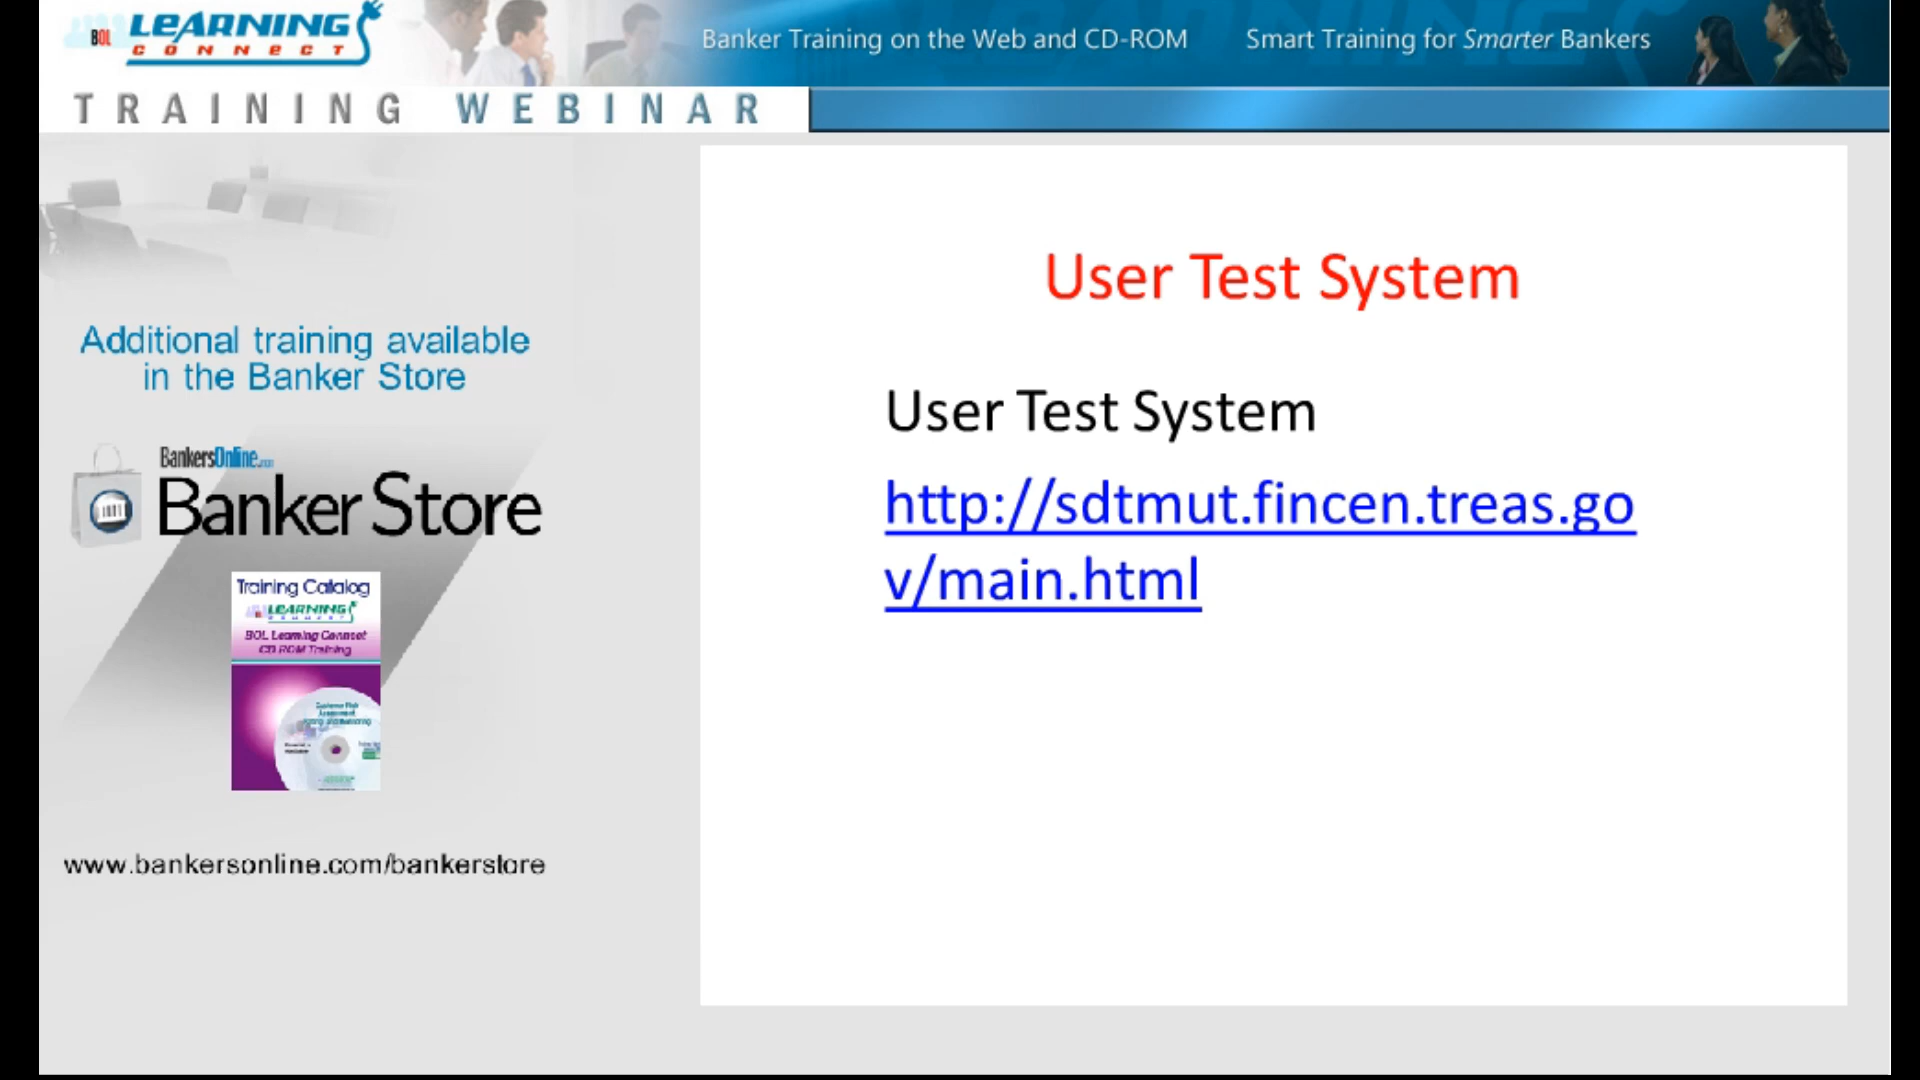 BOL LEARNING
CONNECT
Banker Training on the Web and CD-ROM Smart Training for Smarter Bankers
TRAINING WEBINAR
User Test System
Additional training available
in the Banker Store
User Test System
BankersOnline.com
Banker Store
http://sdtmut.fincen.treas.go
v/main.html
Training Catalog
LEARNING
CONNECT
BOL Learning Connect
CD ROM Training
www.bankersonline.com/bankerstore